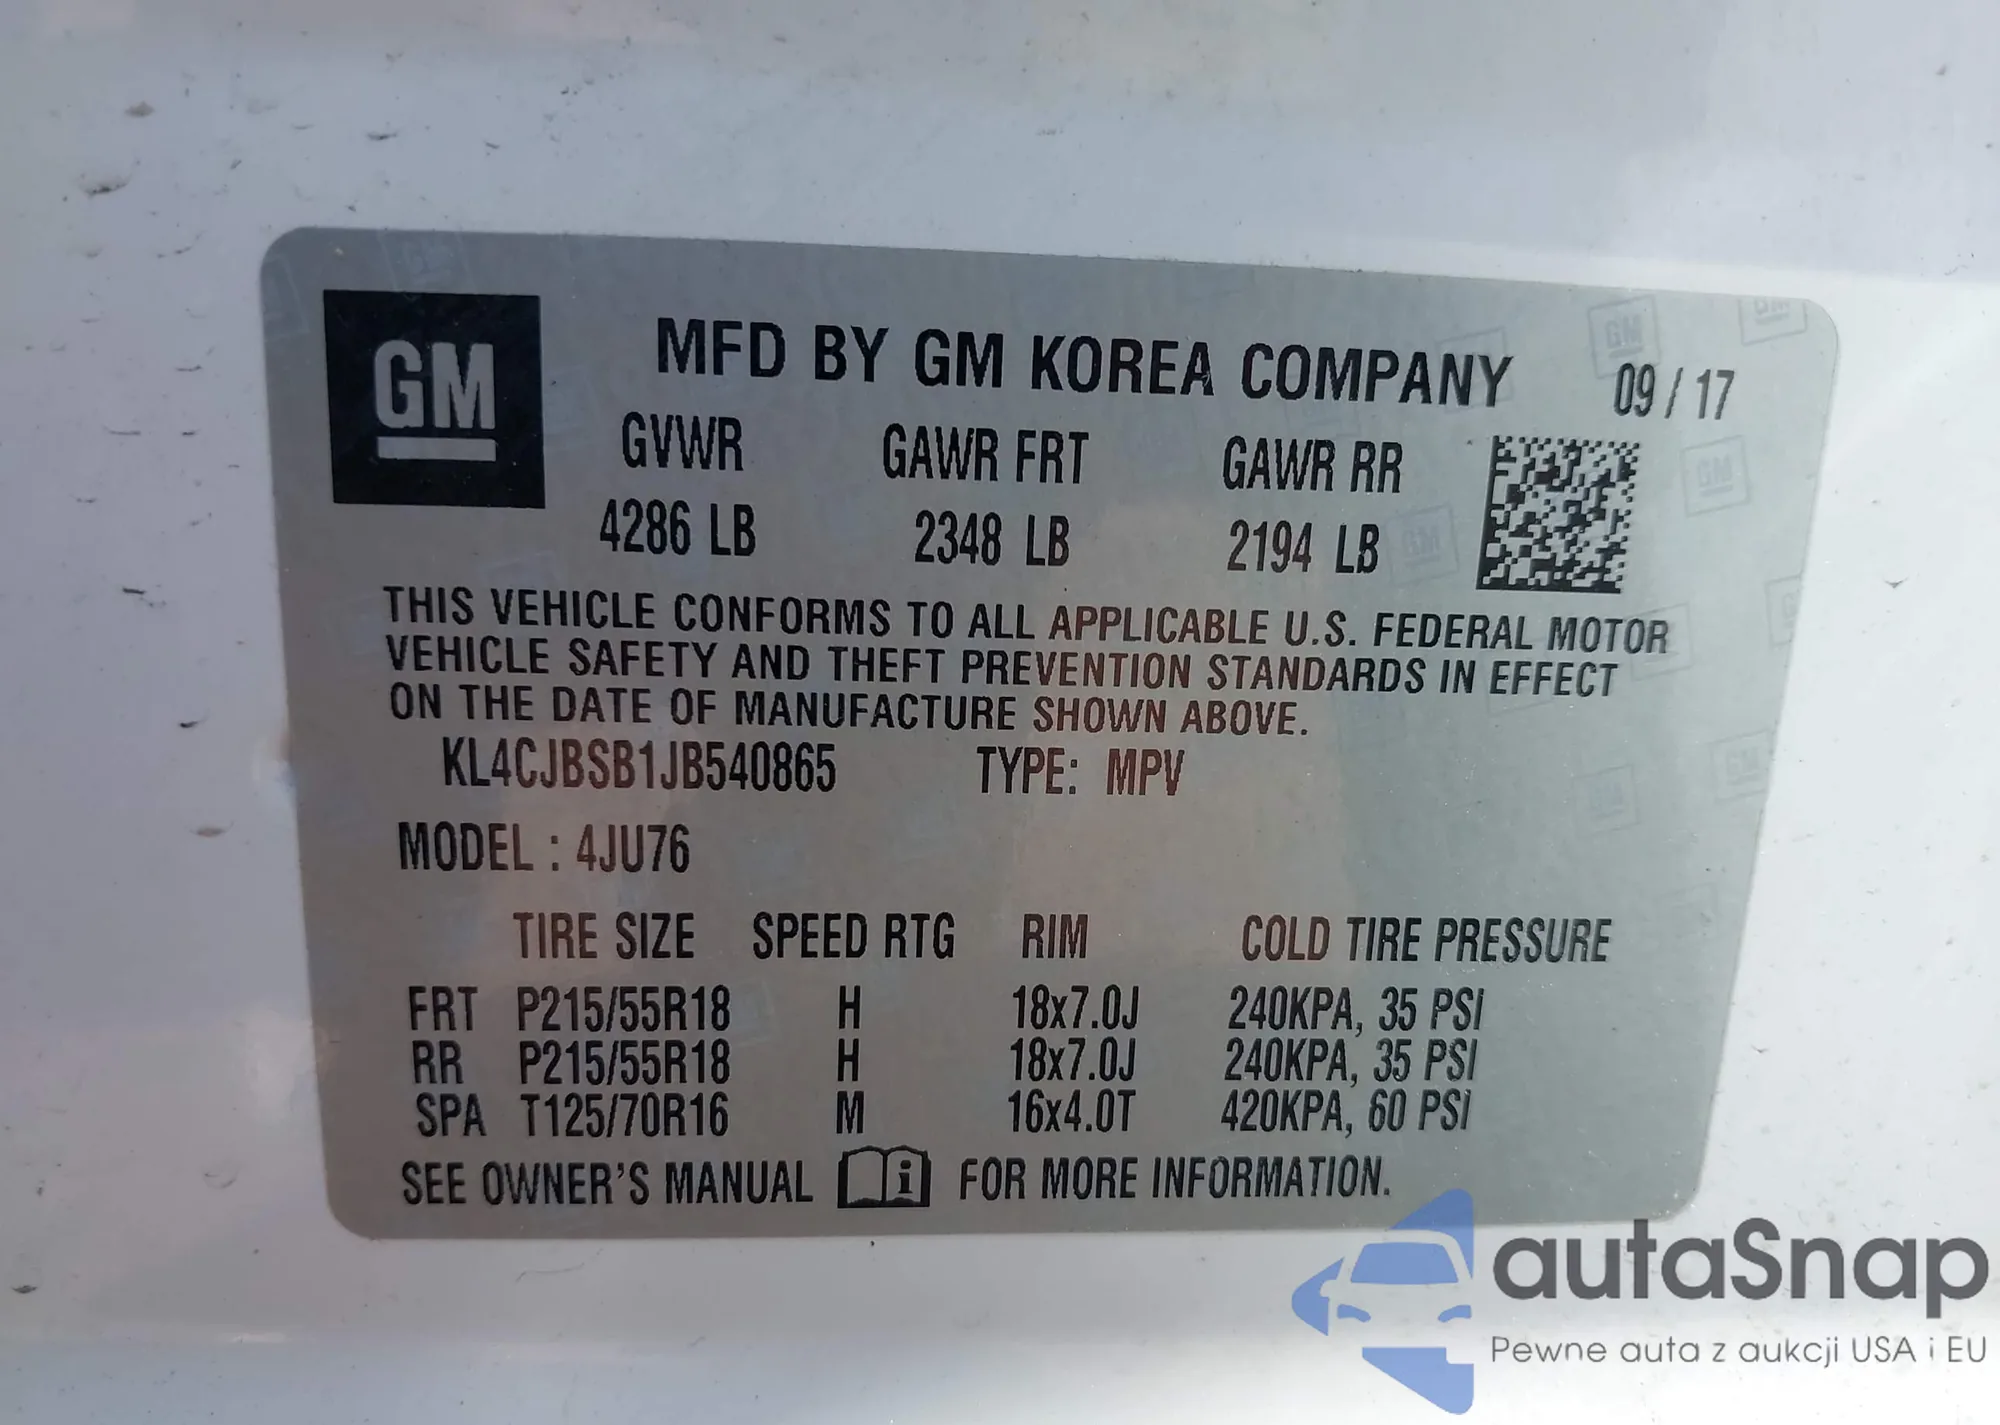 GM
MFD BY GM KOREA COMPANY 09 / 17
GVWR GAWR FRT GAWR RR
4286 LB 2348 LB 2194 LB
THIS VEHICLE CONFORMS TO ALL APPLICABLE U.S. FEDERAL MOTOR
VEHICLE SAFETY AND THEFT PREVENTION STANDARDS IN EFFECT
ON THE DATE OF MANUFACTURE SHOWN ABOVE.
KL4CJBSB1JB540865 TYPE: MPV
MODEL : 4JU76
TIRE SIZE SPEED RTG RIM COLD TIRE PRESSURE
FRT P215/55R18 H 18x7.0J 240KPA, 35 PSI
RR P215/55R18 H 18x7.0J 240KPA, 35 PSI
SPA T125/70R16 M 16x4.0T 420KPA, 60 PSI
SEE OWNER'S MANUAL i FOR MORE INFORMATION.
autaSnap
Pewne auta z aukcji USA i EU